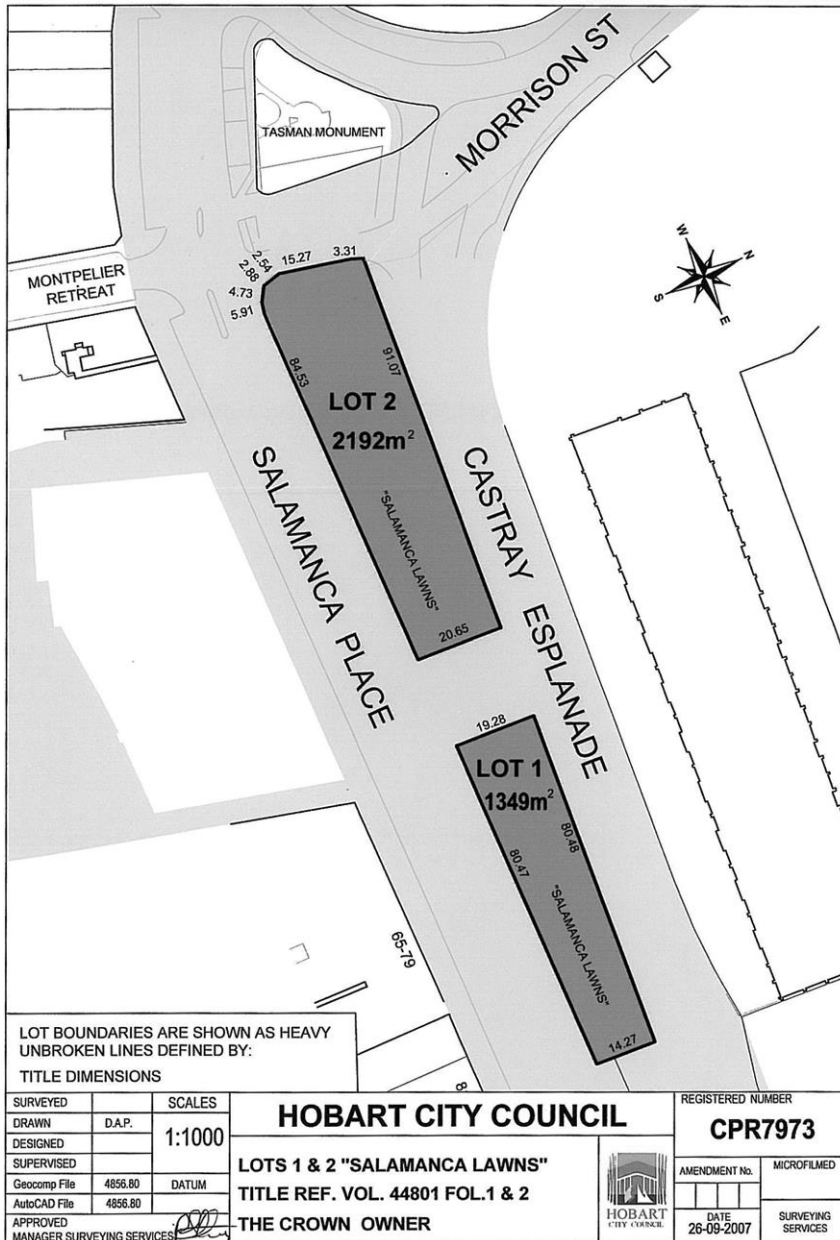 MORRISON ST
TASMAN MONUMENT
W
N
S
E
MONTPELIER
RETREAT
2.54
15.27
3.31
2.88
4.73
5.91
84.53
91.07
LOT 2
2192m²
"SALAMANCA LAWNS"
20.65
SALAMANCA PLACE
CASTRAY ESPLANADE
19.28
LOT 1
1349m²
80.47
80.48
"SALAMANCA LAWNS"
14.27
65-79
8
LOT BOUNDARIES ARE SHOWN AS HEAVY
UNBROKEN LINES DEFINED BY:
TITLE DIMENSIONS
SURVEYED
DRAWN D.A.P.
DESIGNED
SUPERVISED
Geocomp File 4856.80
AutoCAD File 4856.80
APPROVED
MANAGER SURVEYING SERVICES
SCALES
1:1000
DATUM
HOBART CITY COUNCIL
LOTS 1 & 2 "SALAMANCA LAWNS"
TITLE REF. VOL. 44801 FOL.1 & 2
THE CROWN OWNER
HOBART
CITY COUNCIL
REGISTERED NUMBER
CPR7973
AMENDMENT No.
MICROFILMED
DATE
26-09-2007
SURVEYING
SERVICES